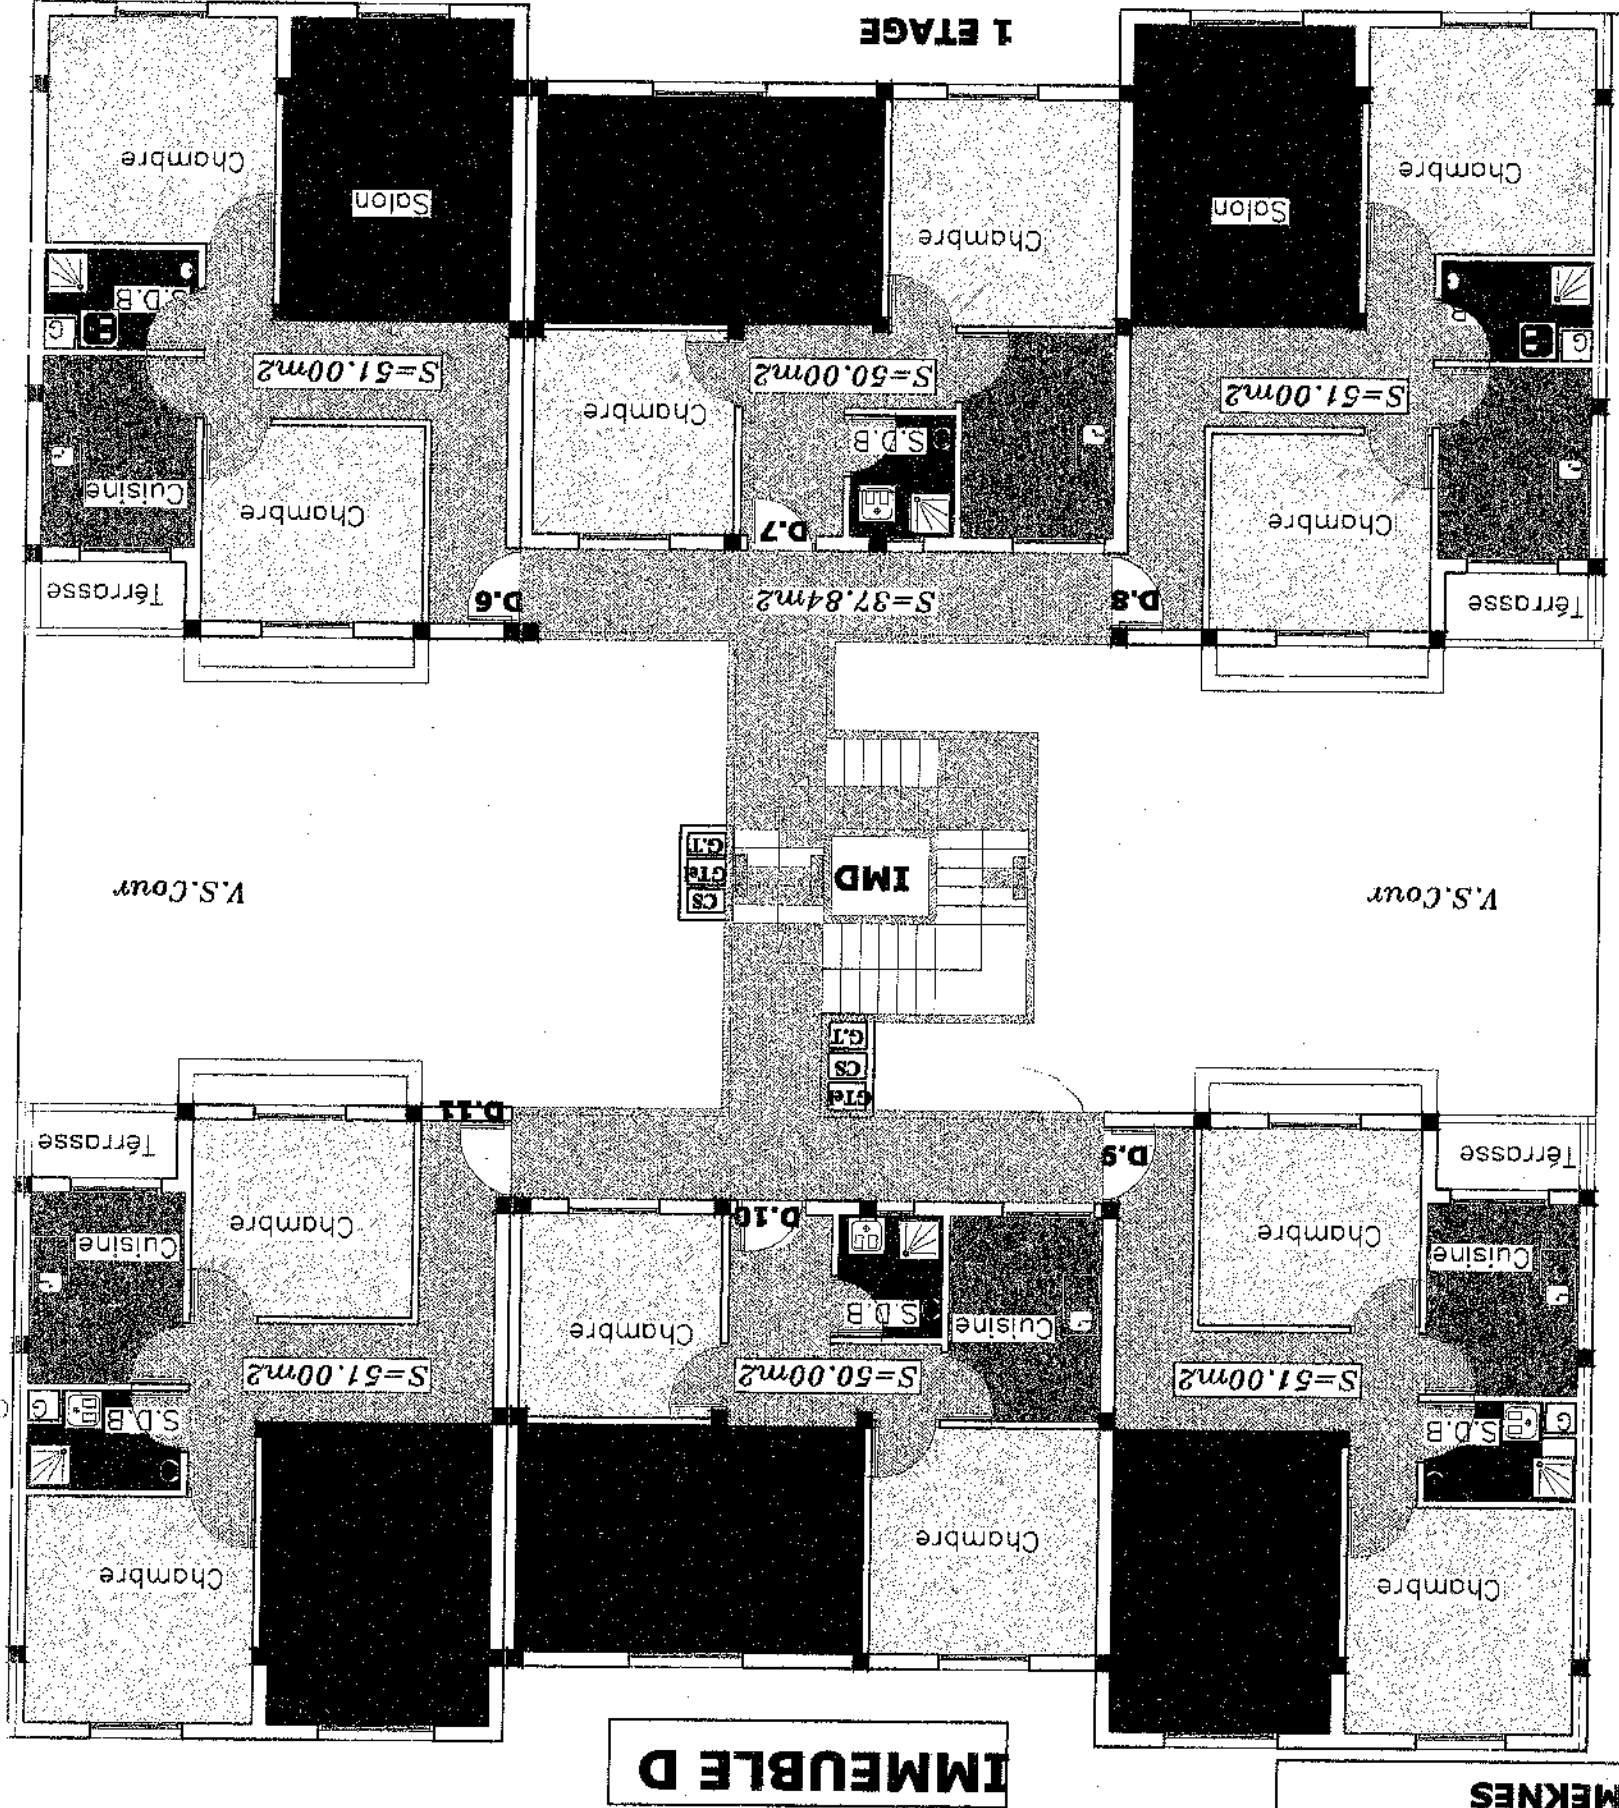 MEKNES
IMMEUBLE D
Chambre
Chambre
Chambre
G
S.D.B
S.D.B
G
S=51.00m2
S=50.00m2
S=51.00m2
Cuisine
S.D.B
Chambre
Cuisine
Chambre
Chambre
Cuisine
D.10
Térrasse
D.9
D.11
Térrasse
GTel
CS
G.T
V.S.Cour
IMD
CS
GTel
G.T
V.S.Cour
Térrasse
D.8
S=37.84m2
D.6
Térrasse
D.7
Chambre
Chambre
Cuisine
S.D.B
Chambre
S=51.00m2
S=50.00m2
S=51.00m2
G
G
S.D.B
Chambre
Salon
Salon
Chambre
Chambre
1 ETAGE